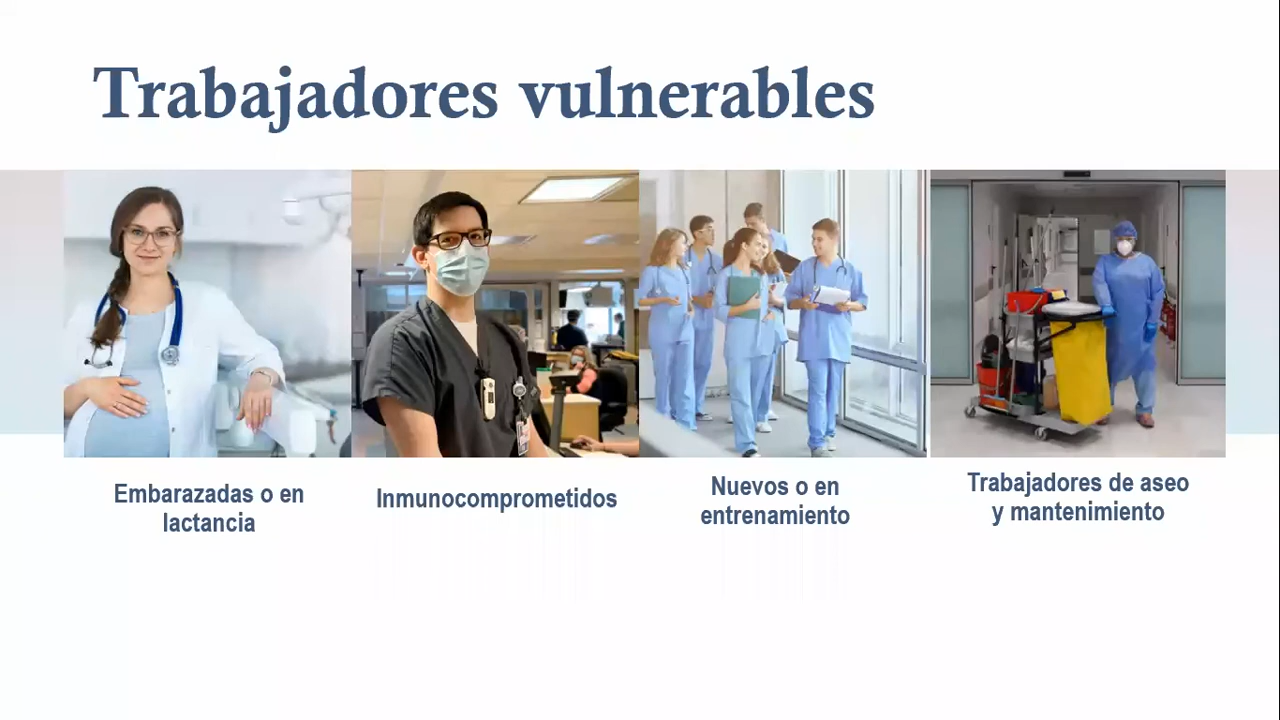 Trabajadores vulnerables
Embarazadas o en
lactancia
Inmunocomprometidos
Nuevos o en
entrenamiento
Trabajadores de aseo
y mantenimiento